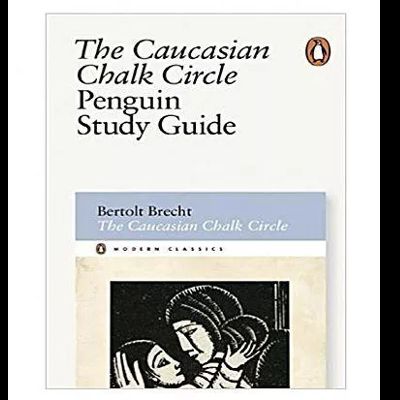 The Caucasian
Chalk Circle
Penguin
Study Guide
Bertolt Brecht
The Caucasian Chalk Circle
MODERN CLASSICS